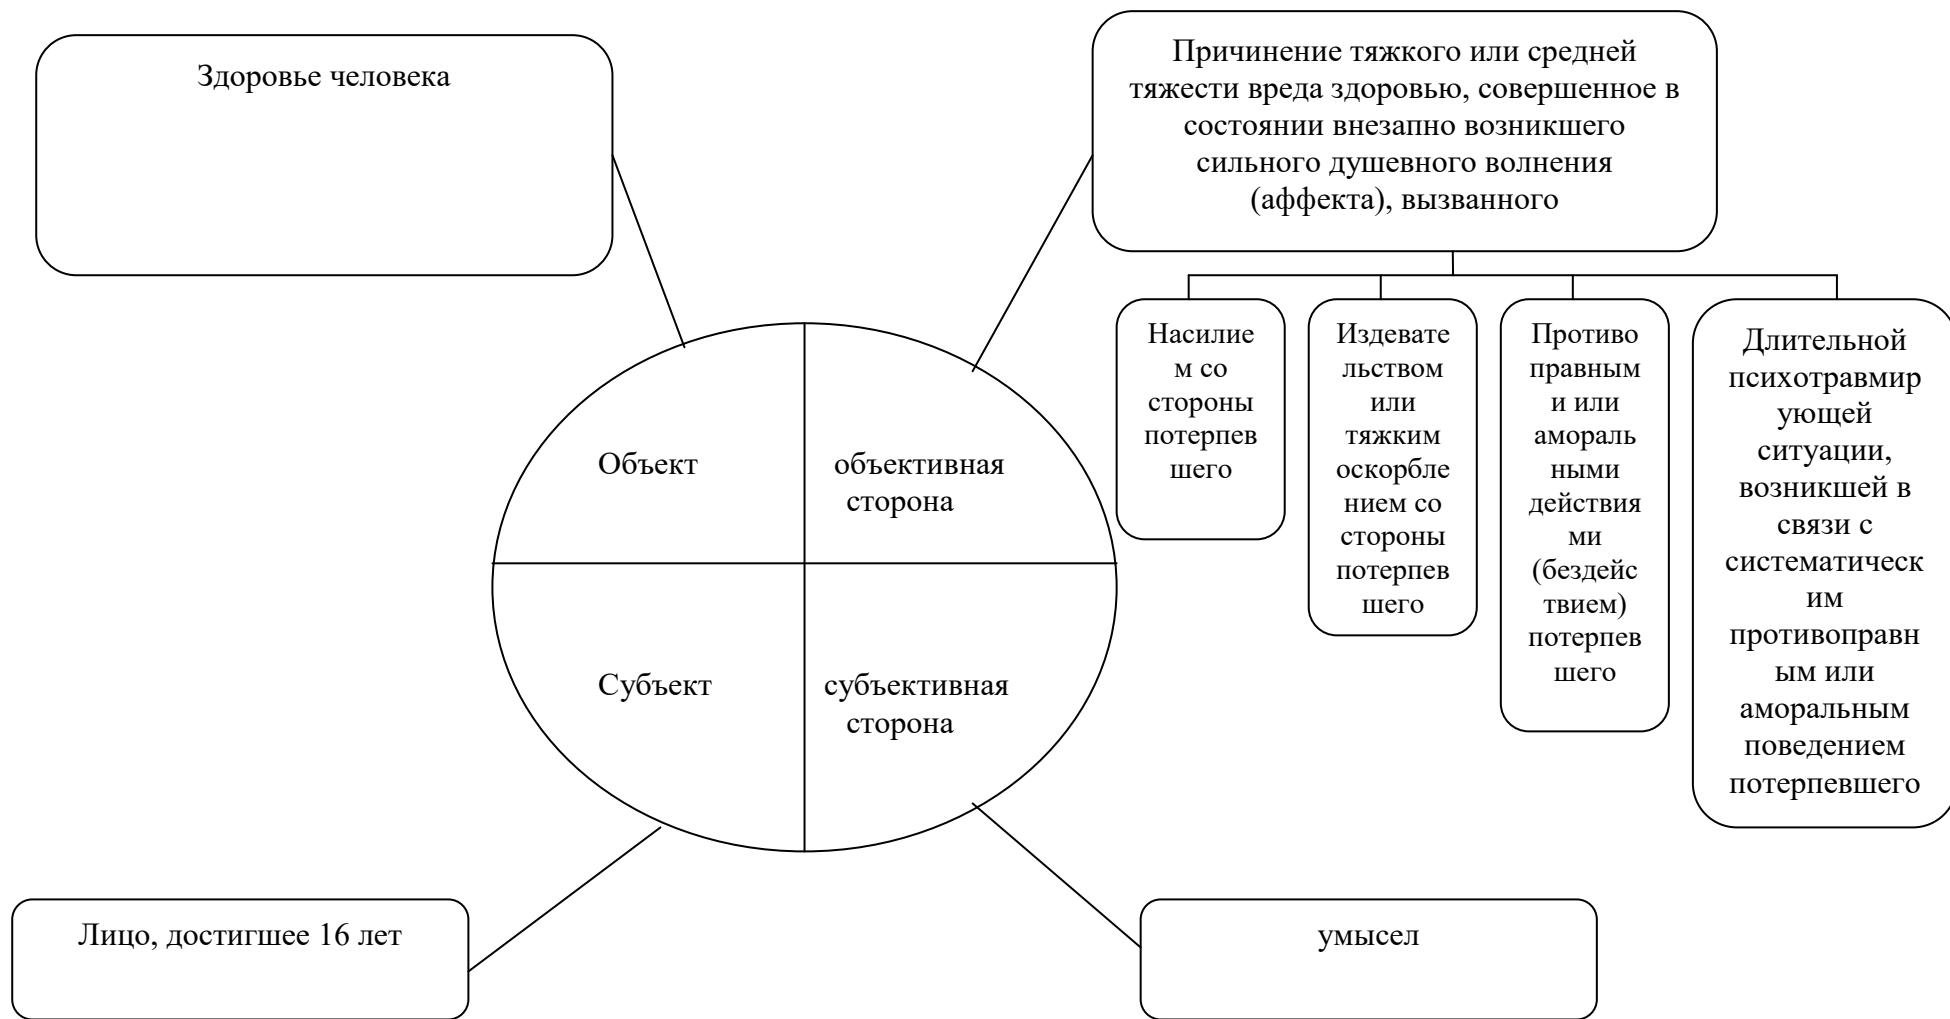 Здоровье человека
Причинение тяжкого или средней
тяжести вреда здоровью, совершенное в
состоянии внезапно возникшего
сильного душевного волнения
(аффекта), вызванного
Насилие
м со
стороны
потерпев
шего
Издевате
льством
или
тяжким
оскорбле
нием со
стороны
потерпев
шего
Противо
правным
и или
амораль
ными
действия
ми
(бездейс
твием)
потерпев
шего
Длительной
психотравмир
ующей
ситуации,
возникшей в
связи с
систематическ
им
противоправн
ым или
аморальным
поведением
потерпевшего
Объект
объективная
сторона
Субъект
субъективная
сторона
Лицо, достигшее 16 лет
умысел